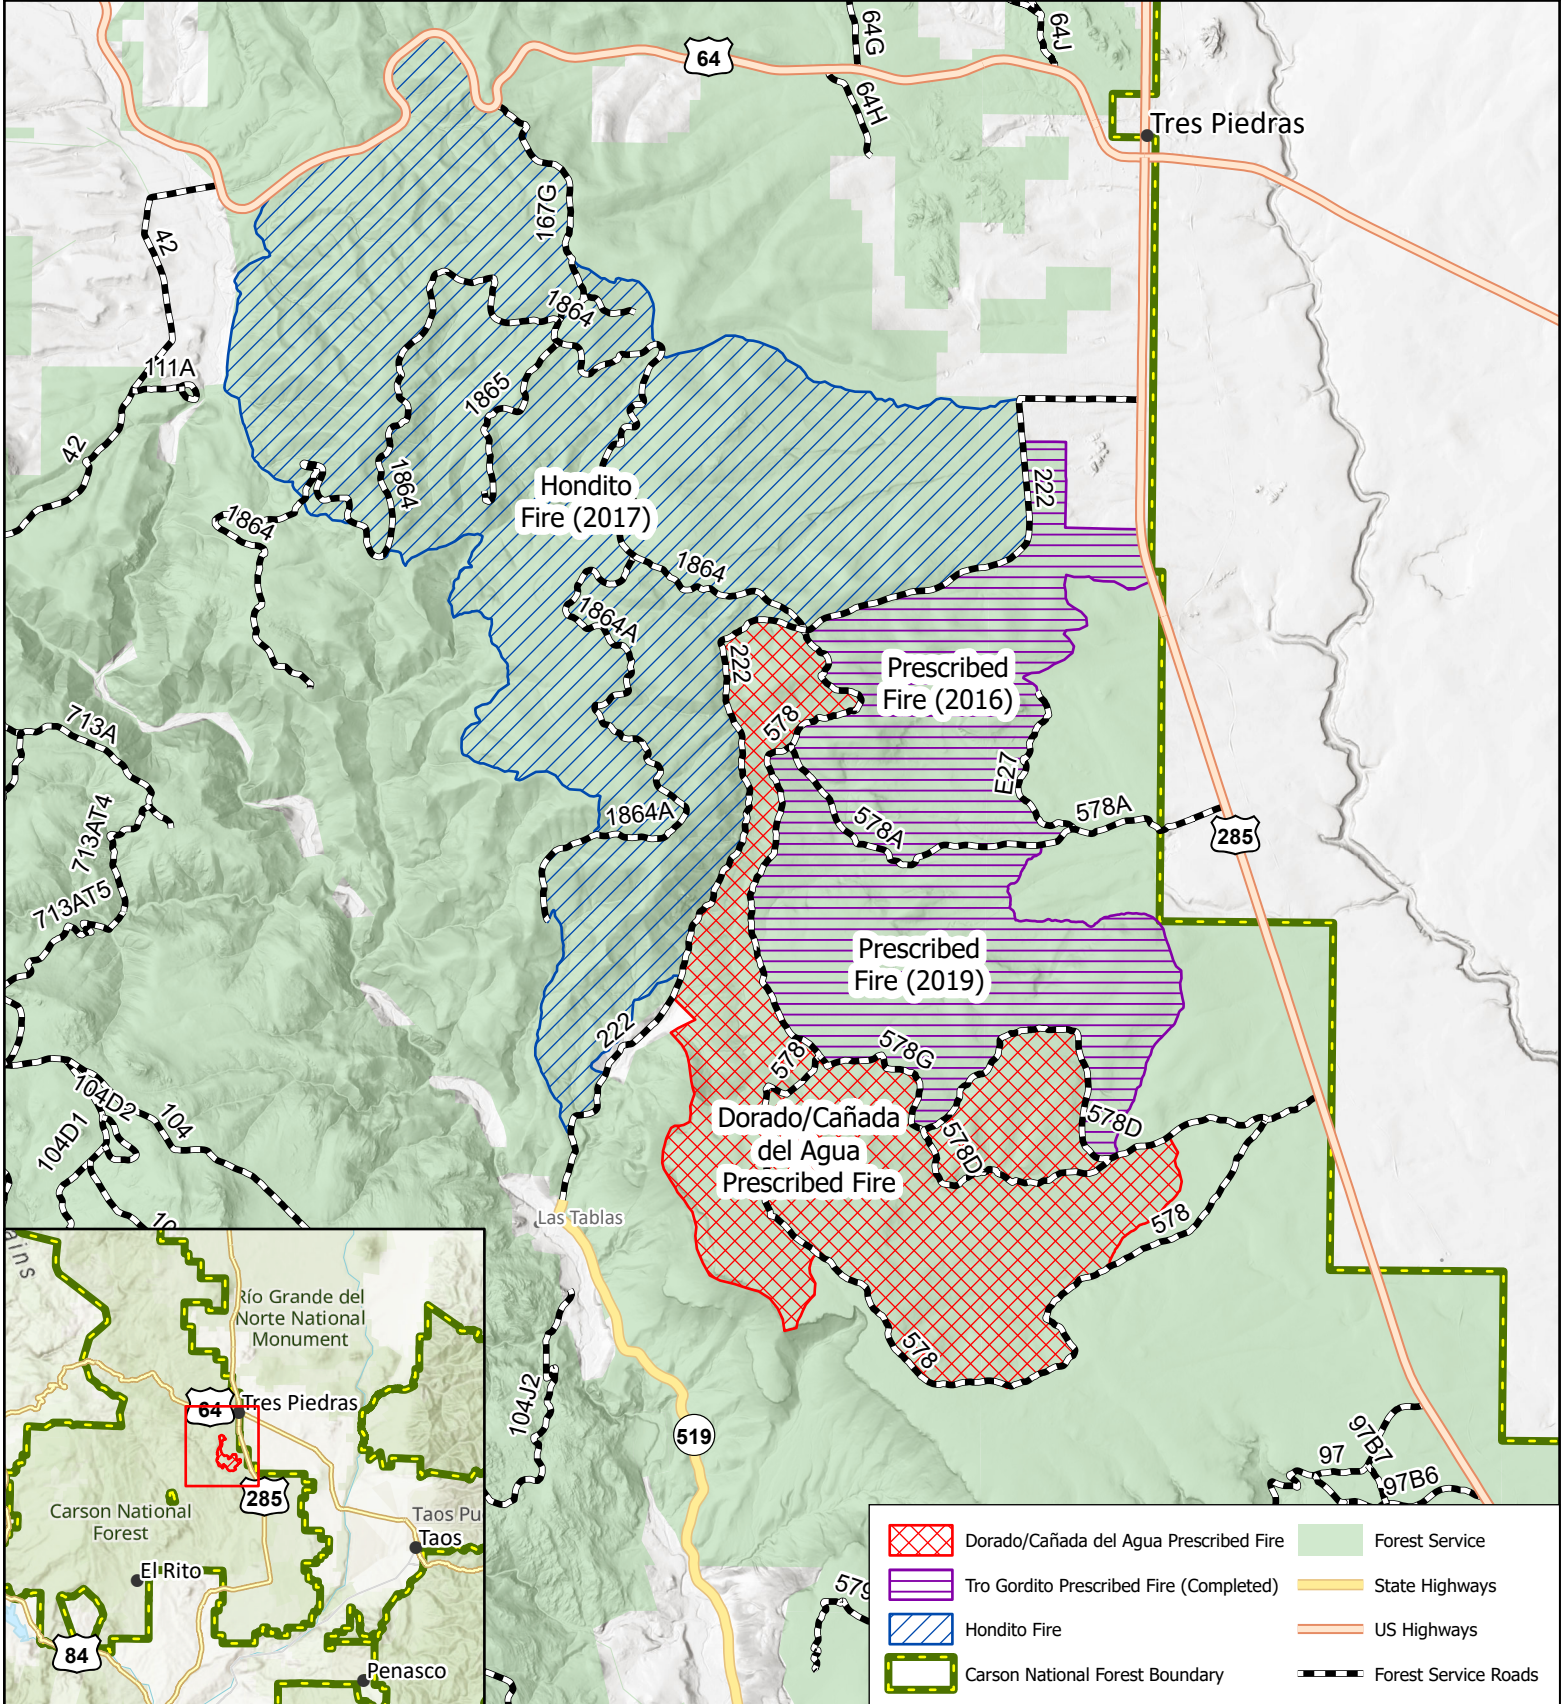 64G
64J
64
64H
Tres Piedras
167G
42
1864
111A
1865
42
1864
222
Hondito
Fire (2017)
1864
1864
1864A
222
Prescribed
Fire (2016)
713A
578
E27
1864A
578A
578A
285
713AT4
713AT5
Prescribed
Fire (2019)
222
578
578G
104D2
104
104D1
Dorado/Cañada
del Agua
Prescribed Fire
578D
578D
578
Las Tablas
10
578
104J2
519
97B7
97
97B6
579
ains
Río Grande del
Norte National
Monument
64
Tres Piedras
285
Carson National
Forest
Taos Pu
Taos
El Rito
84
Penasco
Dorado/Cañada del Agua Prescribed Fire
Tro Gordito Prescribed Fire (Completed)
Hondito Fire
Carson National Forest Boundary
Forest Service
State Highways
US Highways
Forest Service Roads